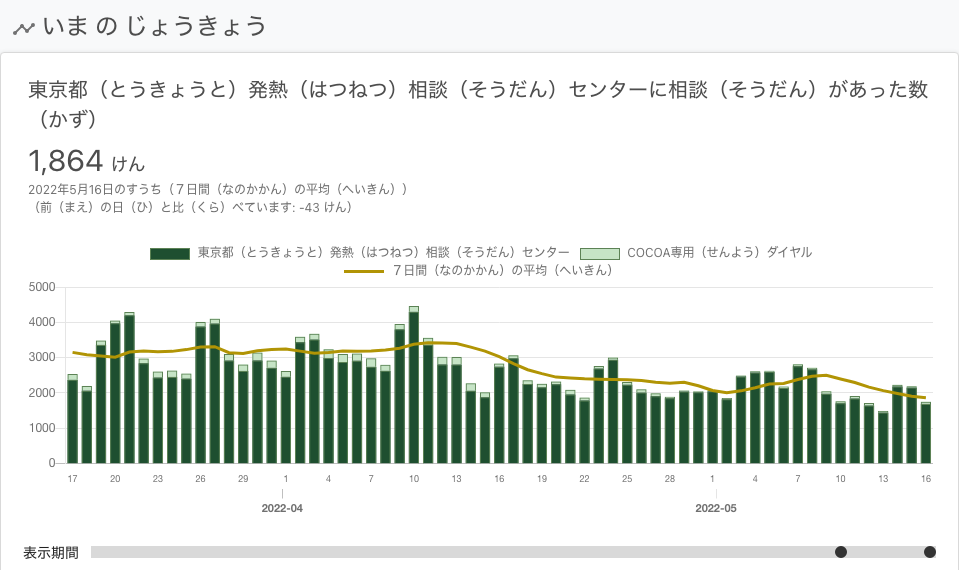 いま の じょうきょう
東京都（とうきょうと）発熱（はつねつ）相談（そうだん）センターに相談（そうだん）があった数
（かず）
1,864 けん
2022年5月16日のすうち（７日間（なのかかん）の平均（へいきん））
（前（まえ）の日（ひ）と比（くら）べています: -43 けん）
東京都（とうきょうと）発熱（はつねつ）相談（そうだん）センター COCOA専用（せんよう）ダイヤル
７日間（なのかかん）の平均（へいきん）
5000
4000
3000
2000
1000
0
17 20 23 26 29 1 4 7 10 13 16 19 22 25 28 1 4 7 10 13 16
2022-04 2022-05
表示期間